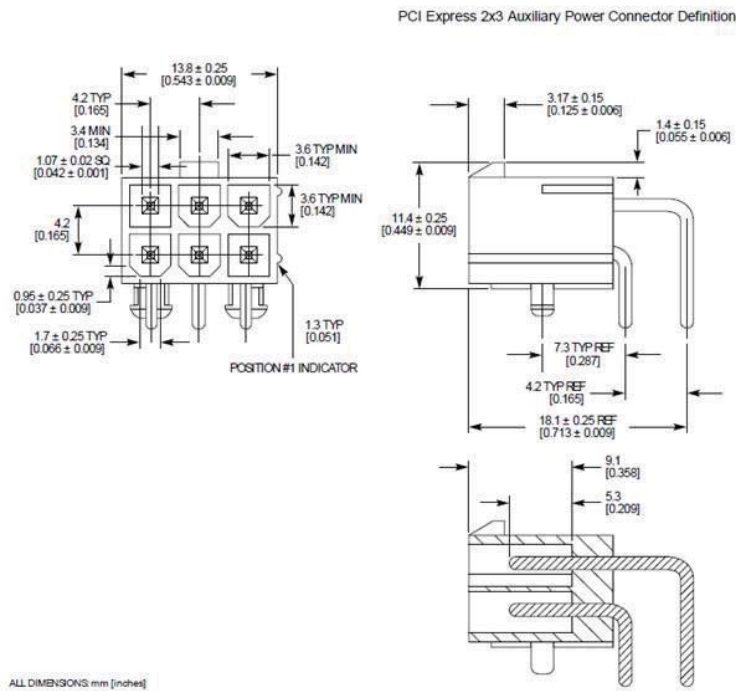 PCI Express 2x3 Auxiliary Power Connector Definition
13.8 ± 0.25
[0.543 ± 0.009]
4.2 TYP
[0.165]
3.4 MIN
[0.134]
1.07 ± 0.02 SQ
[0.042 ± 0.001]
3.6 TYP MIN
[0.142]
3.6 TYP MIN
[0.142]
4.2
[0.165]
0.95 ± 0.25 TYP
[0.037 ± 0.009]
1.7 ± 0.25 TYP
[0.066 ± 0.009]
1.3 TYP
[0.051]
POSITION #1 INDICATOR
3.17 ± 0.15
[0.125 ± 0.006]
1.4 ± 0.15
[0.055 ± 0.006]
11.4 ± 0.25
[0.449 ± 0.009]
7.3 TYP REF
[0.287]
4.2 TYP REF
[0.165]
18.1 ± 0.25 REF
[0.713 ± 0.009]
9.1
[0.358]
5.3
[0.209]
ALL DIMENSIONS: mm [inches]